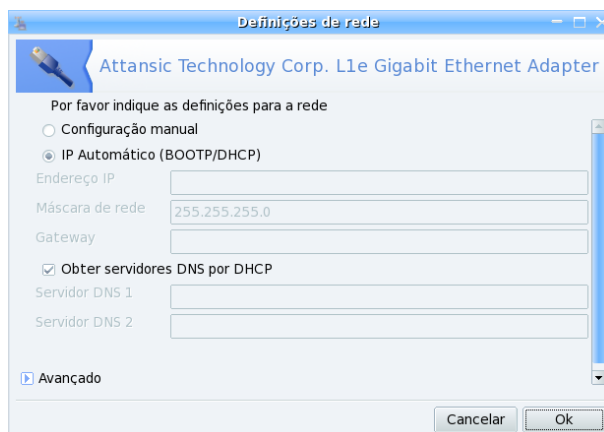 Definições de rede
Attansic Technology Corp. L1e Gigabit Ethernet Adapter
Por favor indique as definições para a rede
Configuração manual
IP Automático (BOOTP/DHCP)
Endereço IP
Máscara de rede 255.255.255.0
Gateway
Obter servidores DNS por DHCP
Servidor DNS 1
Servidor DNS 2
Avançado
Cancelar Ok